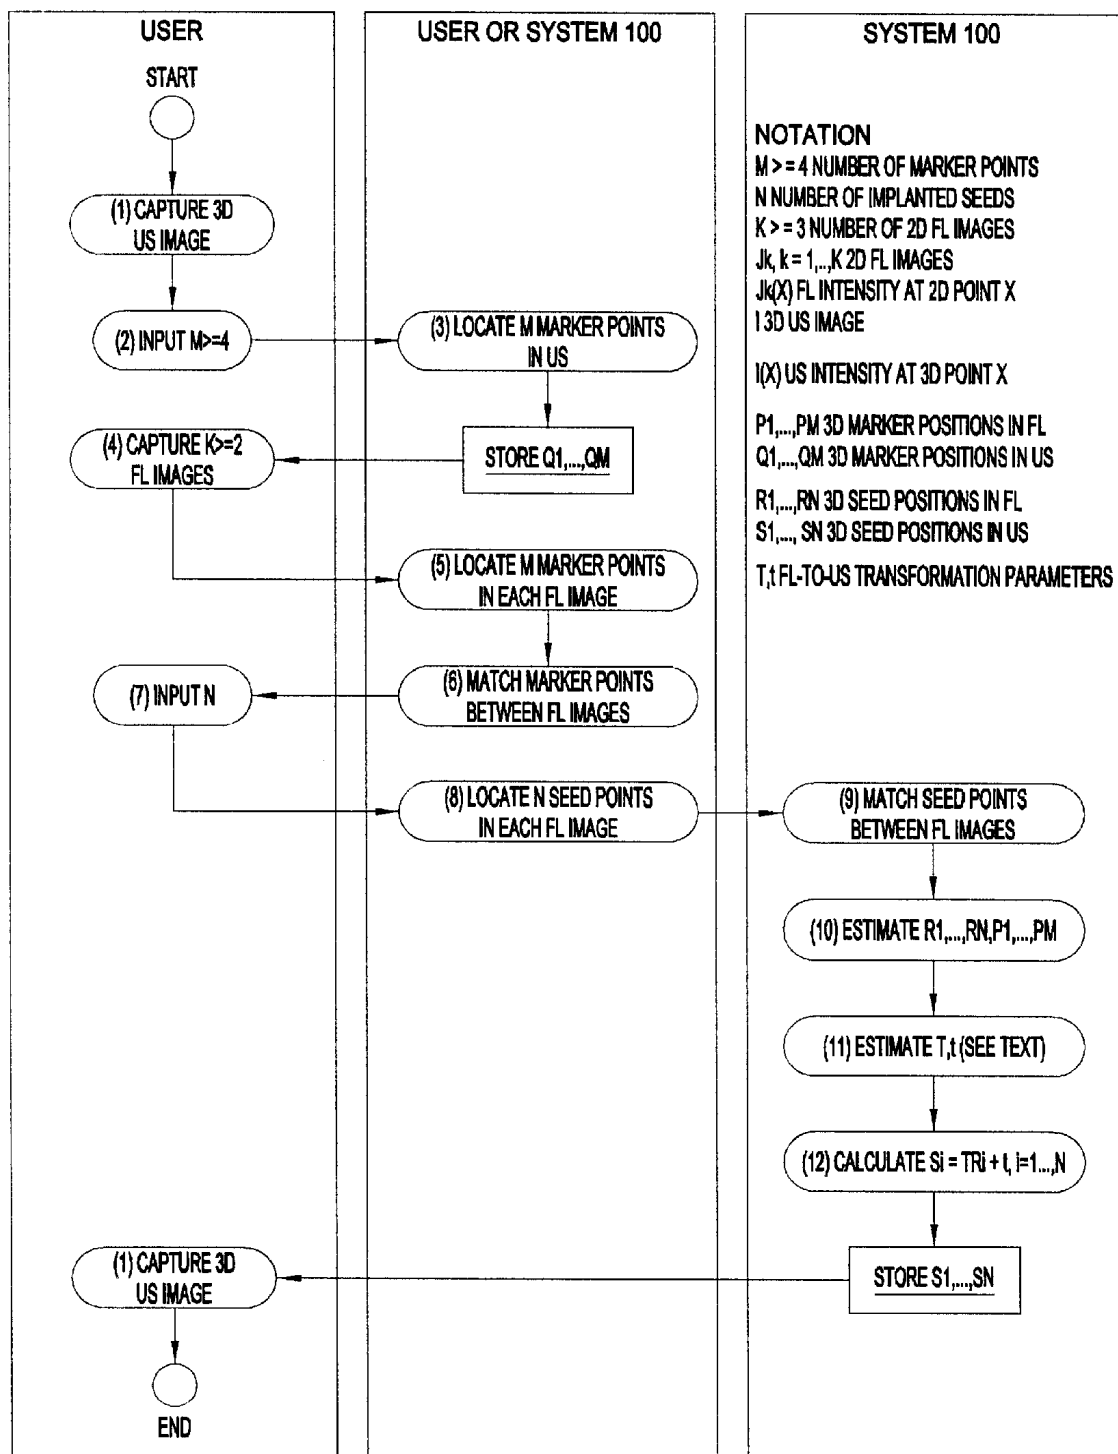 USER
START
(1) CAPTURE 3D
US IMAGE
(2) INPUT M>=4
(4) CAPTURE K>=2
FL IMAGES
(7) INPUT N
(1) CAPTURE 3D
US IMAGE
END
USER OR SYSTEM 100
(3) LOCATE M MARKER POINTS
IN US
STORE Q1,...,QM
(5) LOCATE M MARKER POINTS
IN EACH FL IMAGE
(6) MATCH MARKER POINTS
BETWEEN FL IMAGES
(8) LOCATE N SEED POINTS
IN EACH FL IMAGE
SYSTEM 100
NOTATION
M > = 4 NUMBER OF MARKER POINTS
N NUMBER OF IMPLANTED SEEDS
K > = 3 NUMBER OF 2D FL IMAGES
Jk, k = 1,..,K 2D FL IMAGES
Jk(X) FL INTENSITY AT 2D POINT X
I 3D US IMAGE
I(X) US INTENSITY AT 3D POINT X
P1,...,PM 3D MARKER POSITIONS IN FL
Q1,...,QM 3D MARKER POSITIONS IN US
R1,...,RN 3D SEED POSITIONS IN FL
S1,..., SN 3D SEED POSITIONS IN US
T,t FL-TO-US TRANSFORMATION PARAMETERS
(9) MATCH SEED POINTS
BETWEEN FL IMAGES
(10) ESTIMATE R1,...,RN,P1,...,PM
(11) ESTIMATE T,t (SEE TEXT)
(12) CALCULATE Si = TRi + t, i=1...,N
STORE S1,...,SN